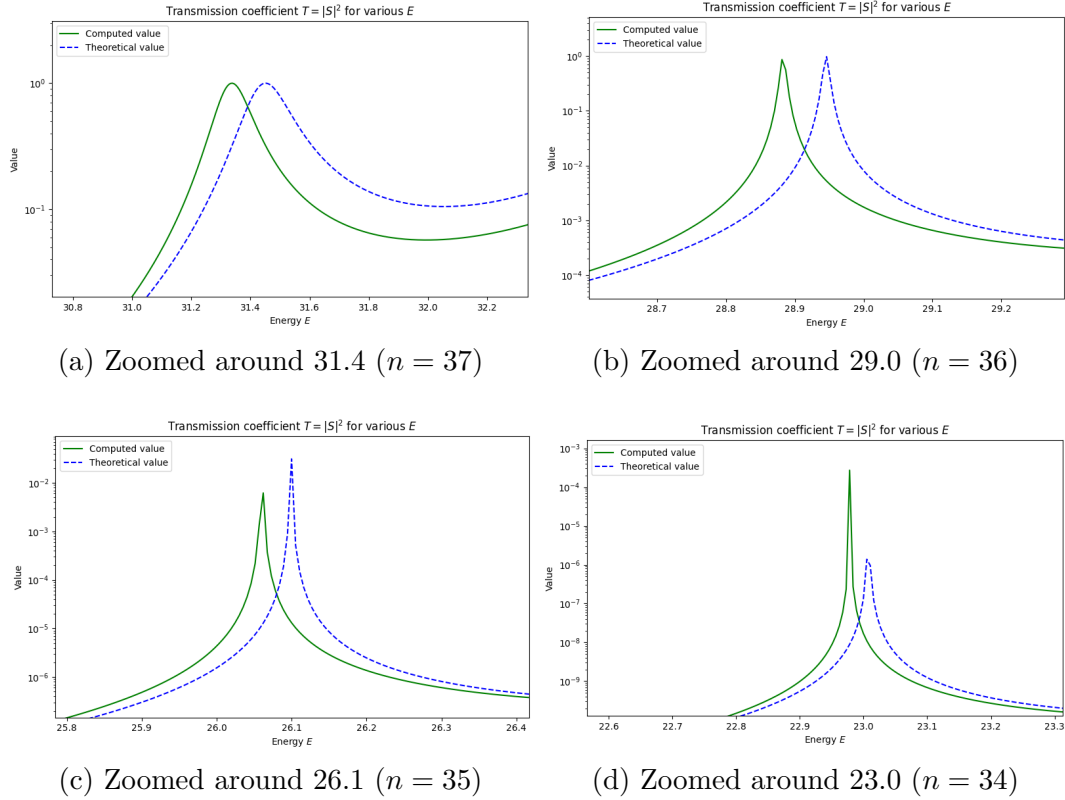 Transmission coefficient T = |S|² for various E
Computed value
Theoretical value
Value
10⁰
10⁻¹
30.8 31.0 31.2 31.4 31.6 31.8 32.0 32.2
Energy E
(a) Zoomed around 31.4 (n = 37)
Transmission coefficient T = |S|² for various E
Computed value
Theoretical value
Value
10⁰
10⁻¹
10⁻²
10⁻³
10⁻⁴
28.7 28.8 28.9 29.0 29.1 29.2
Energy E
(b) Zoomed around 29.0 (n = 36)
Transmission coefficient T = |S|² for various E
Computed value
Theoretical value
Value
10⁻²
10⁻³
10⁻⁴
10⁻⁵
10⁻⁶
25.8 25.9 26.0 26.1 26.2 26.3 26.4
Energy E
(c) Zoomed around 26.1 (n = 35)
Transmission coefficient T = |S|² for various E
Computed value
Theoretical value
Value
10⁻³
10⁻⁴
10⁻⁵
10⁻⁶
10⁻⁷
10⁻⁸
10⁻⁹
22.6 22.7 22.8 22.9 23.0 23.1 23.2 23.3
Energy E
(d) Zoomed around 23.0 (n = 34)